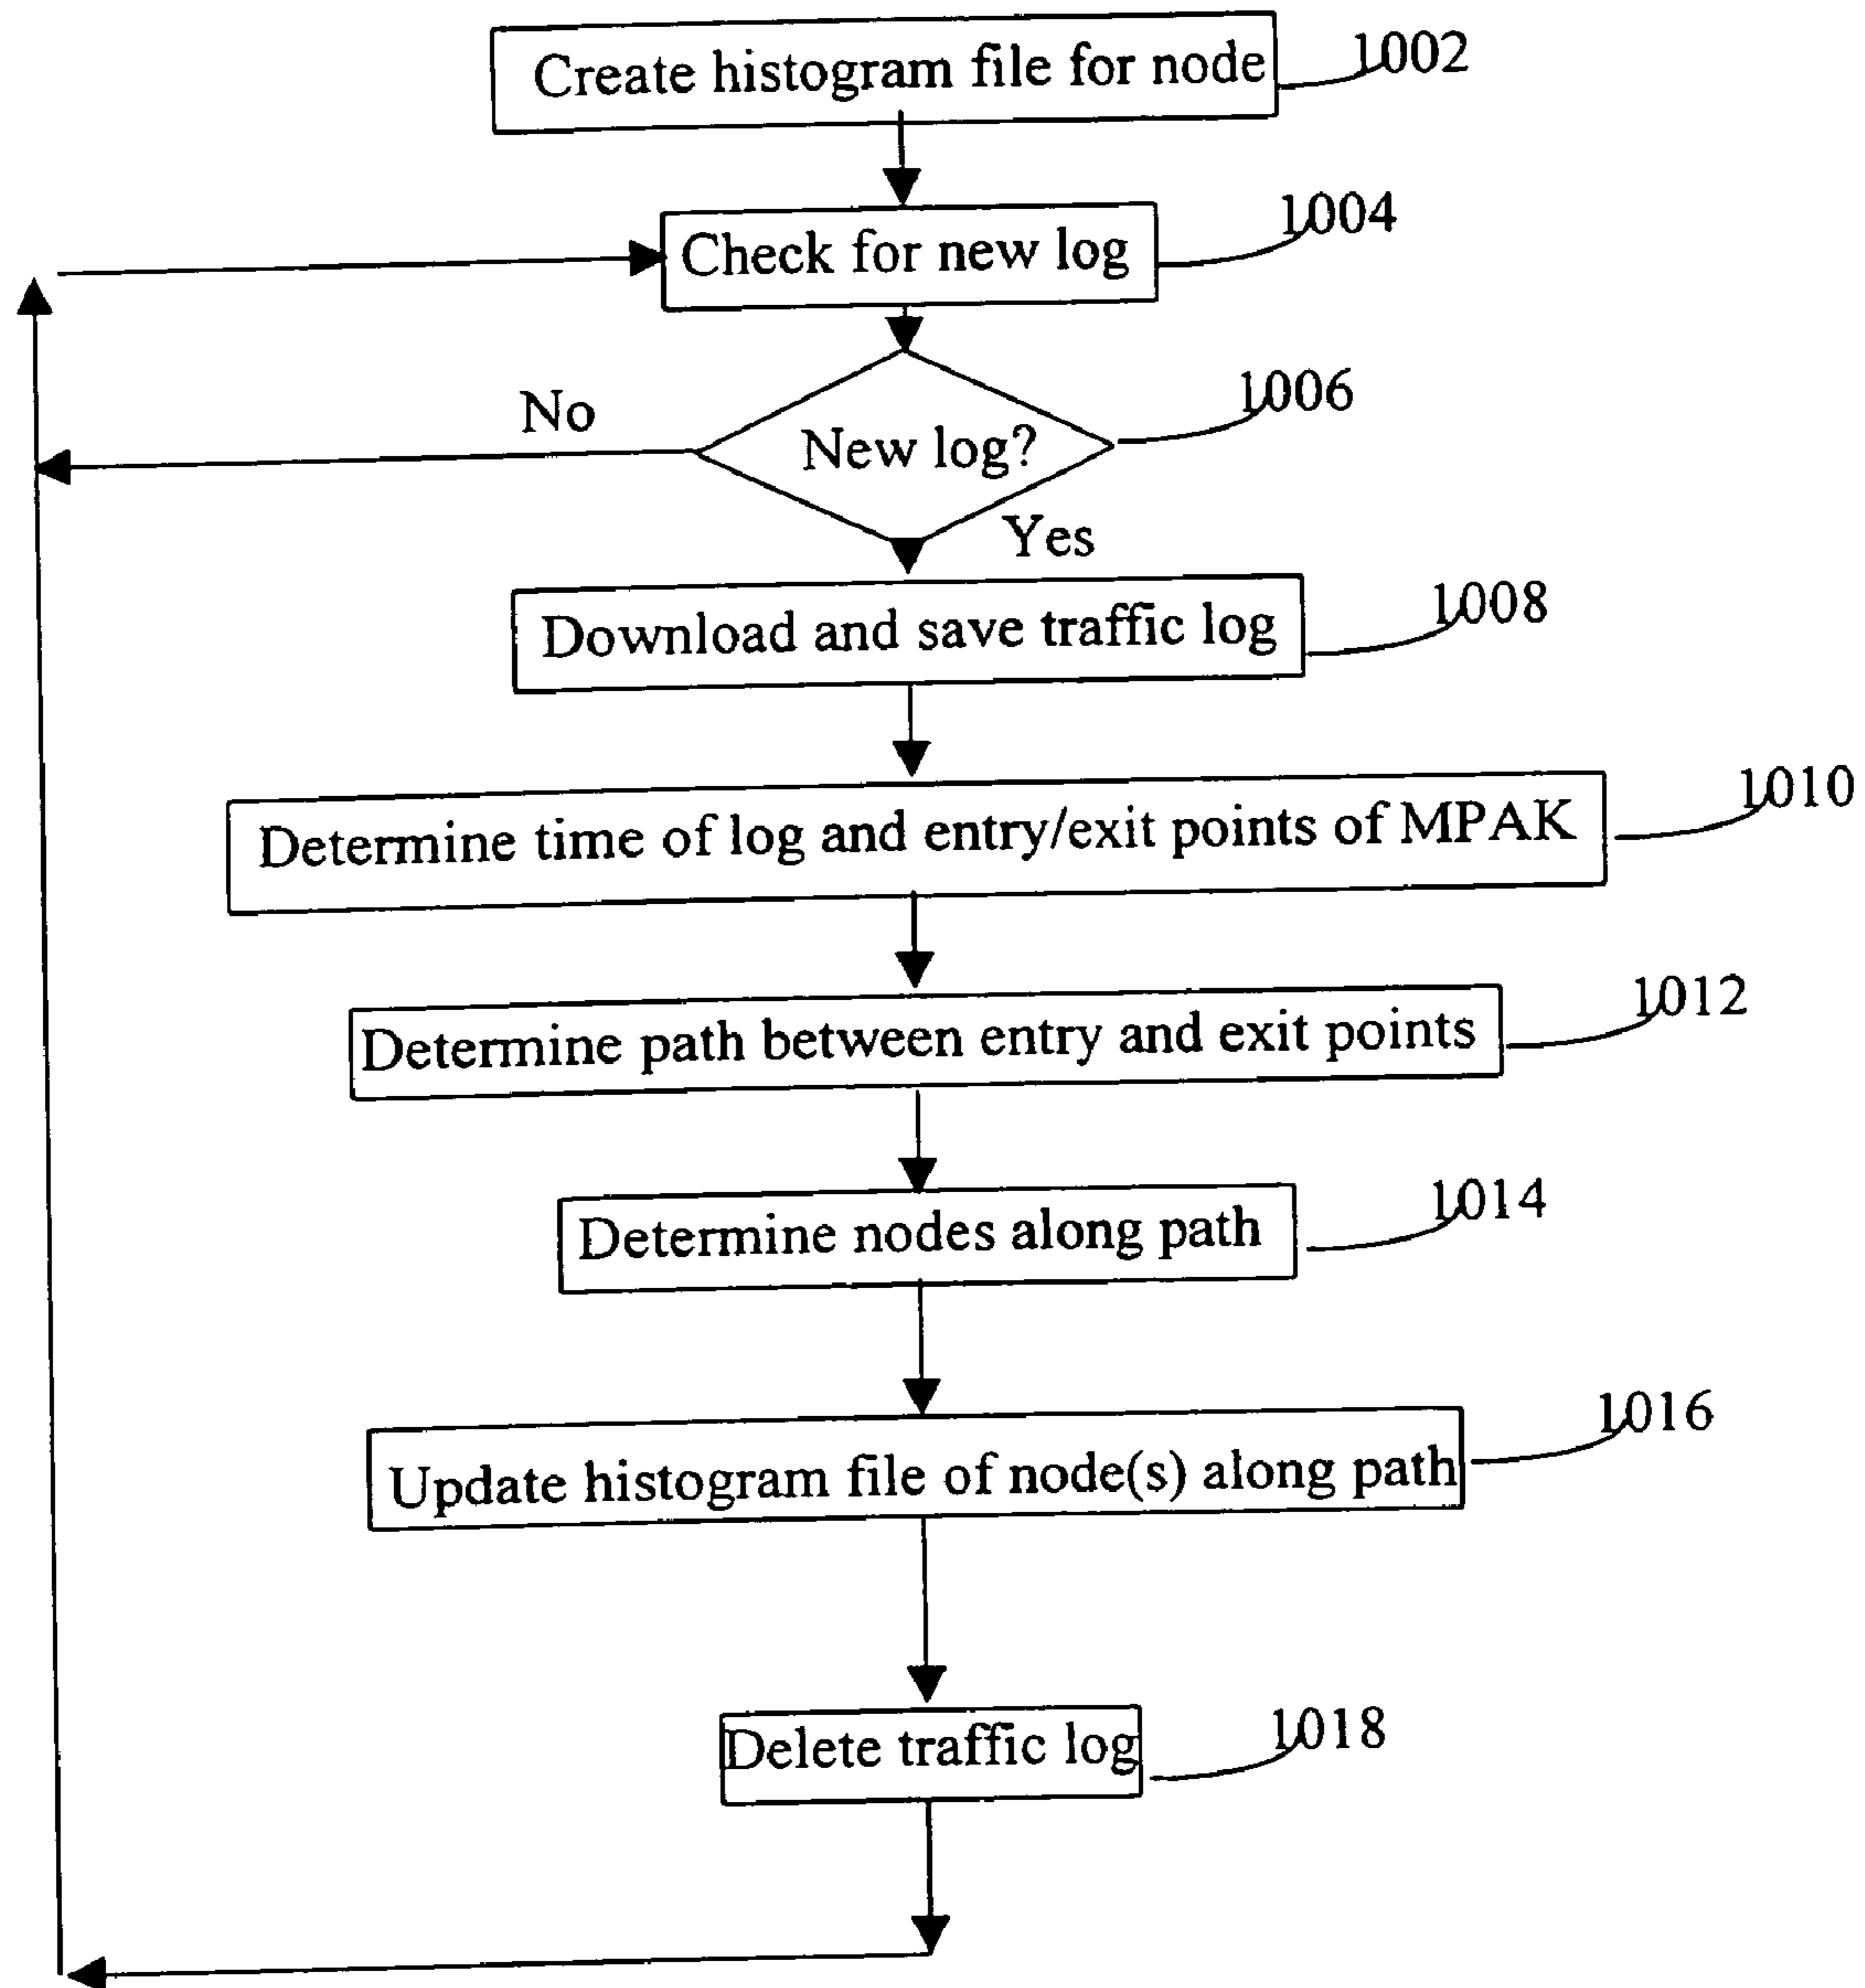 Create histogram file for node
1002
Check for new log
1004
New log?
1006
No
Yes
Download and save traffic log
1008
Determine time of log and entry/exit points of MPAK
1010
Determine path between entry and exit points
1012
Determine nodes along path
1014
Update histogram file of node(s) along path
1016
Delete traffic log
1018